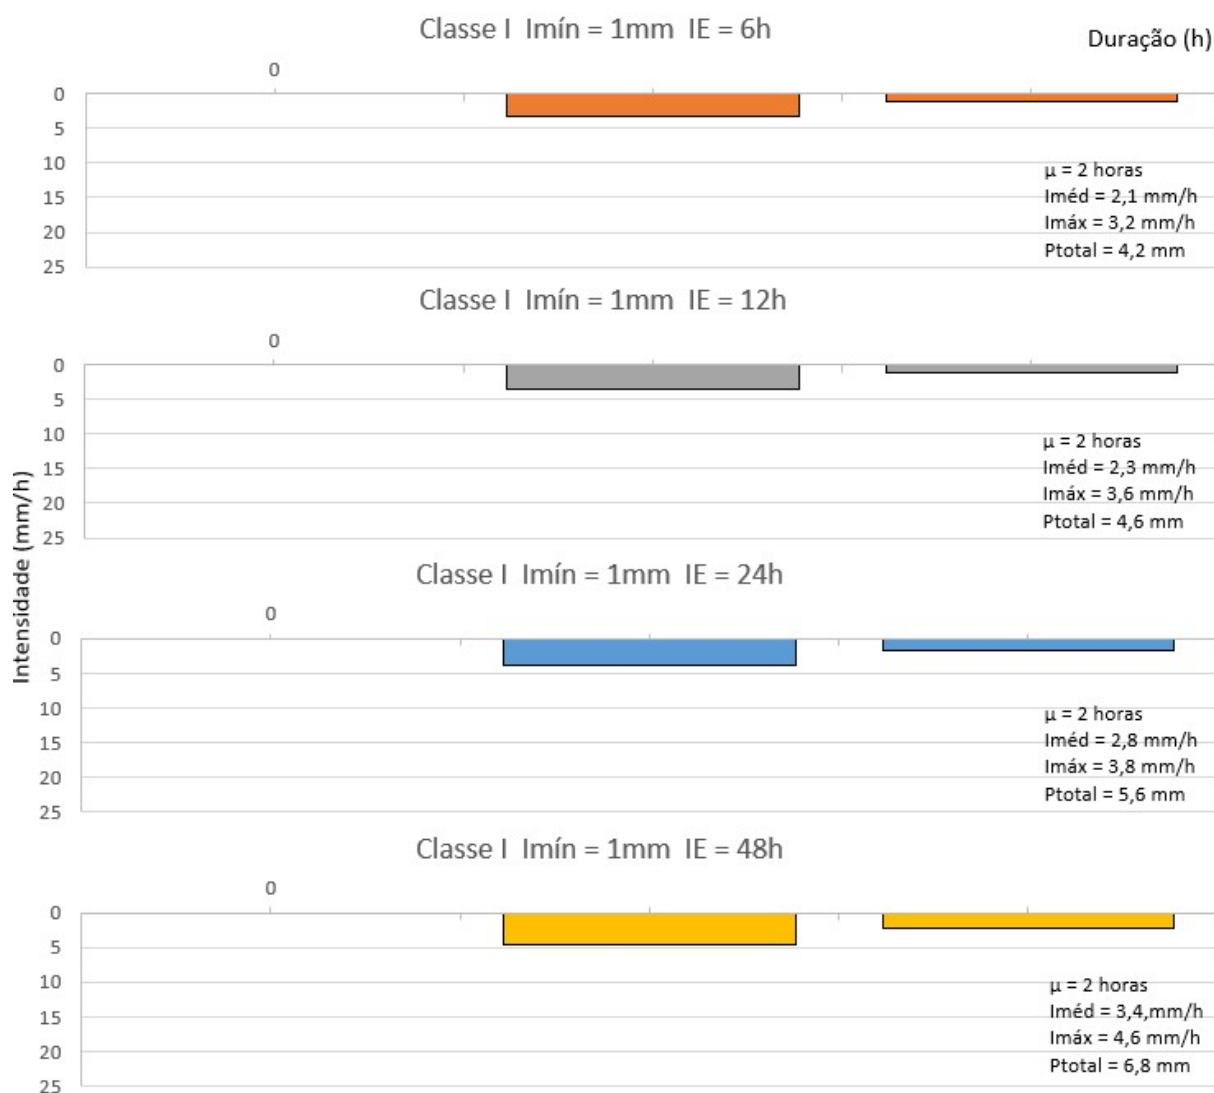 Classe I  Imín = 1mm  IE = 6h
Duração (h)
0
0
5
10
15
20
25
μ = 2 horas
Iméd = 2,1 mm/h
Imáx = 3,2 mm/h
Ptotal = 4,2 mm
Classe I  Imín = 1mm  IE = 12h
0
0
5
10
15
20
25
μ = 2 horas
Iméd = 2,3 mm/h
Imáx = 3,6 mm/h
Ptotal = 4,6 mm
Intensidade (mm/h)
Classe I  Imín = 1mm  IE = 24h
0
0
5
10
15
20
25
μ = 2 horas
Iméd = 2,8 mm/h
Imáx = 3,8 mm/h
Ptotal = 5,6 mm
Classe I  Imín = 1mm  IE = 48h
0
0
5
10
15
20
25
μ = 2 horas
Iméd = 3,4,mm/h
Imáx = 4,6 mm/h
Ptotal = 6,8 mm